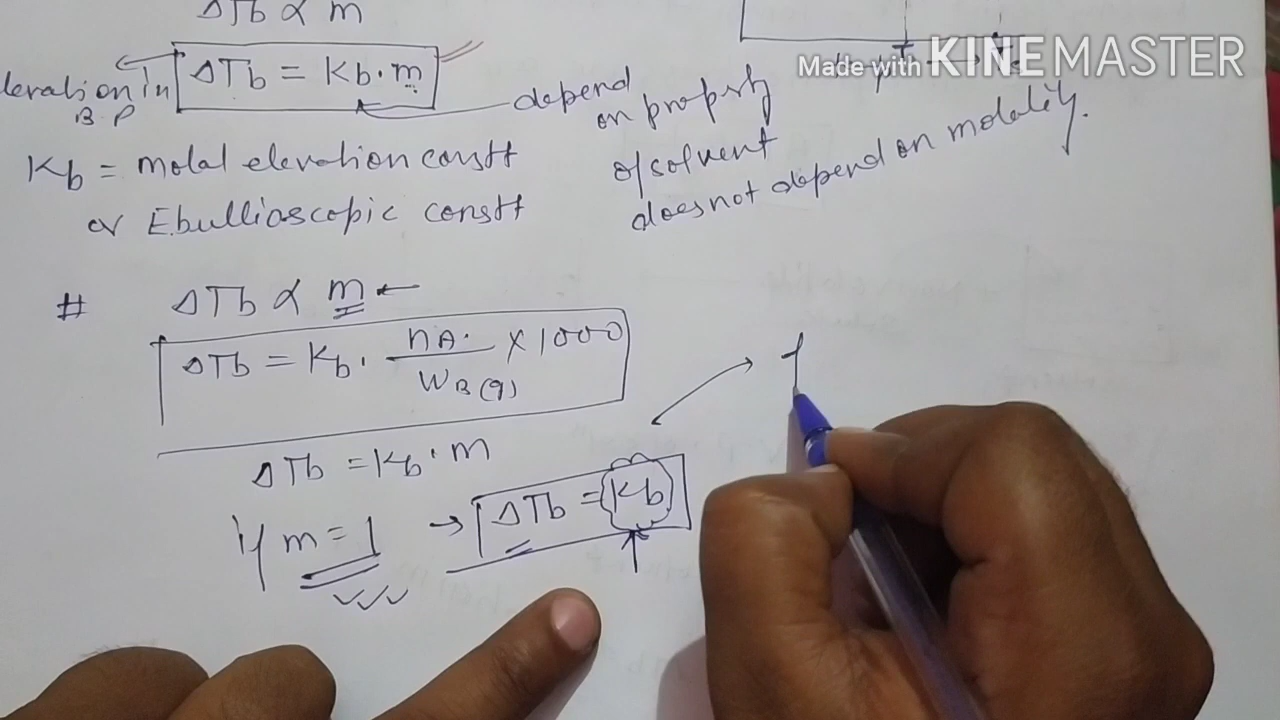 ΔTb ∝ m
ΔTb = Kb·m
levation in
B.P
depend
on property
of solvent
does not depend on molality.
Kb = molal elevation constt
or Ebullioscopic constt
# ΔTb ∝ m ←
ΔTb = Kb· nA· / WB(g) × 1000
ΔTb = Kb·m
if m = 1 → ΔTb = Kb
Made with KINEMASTER